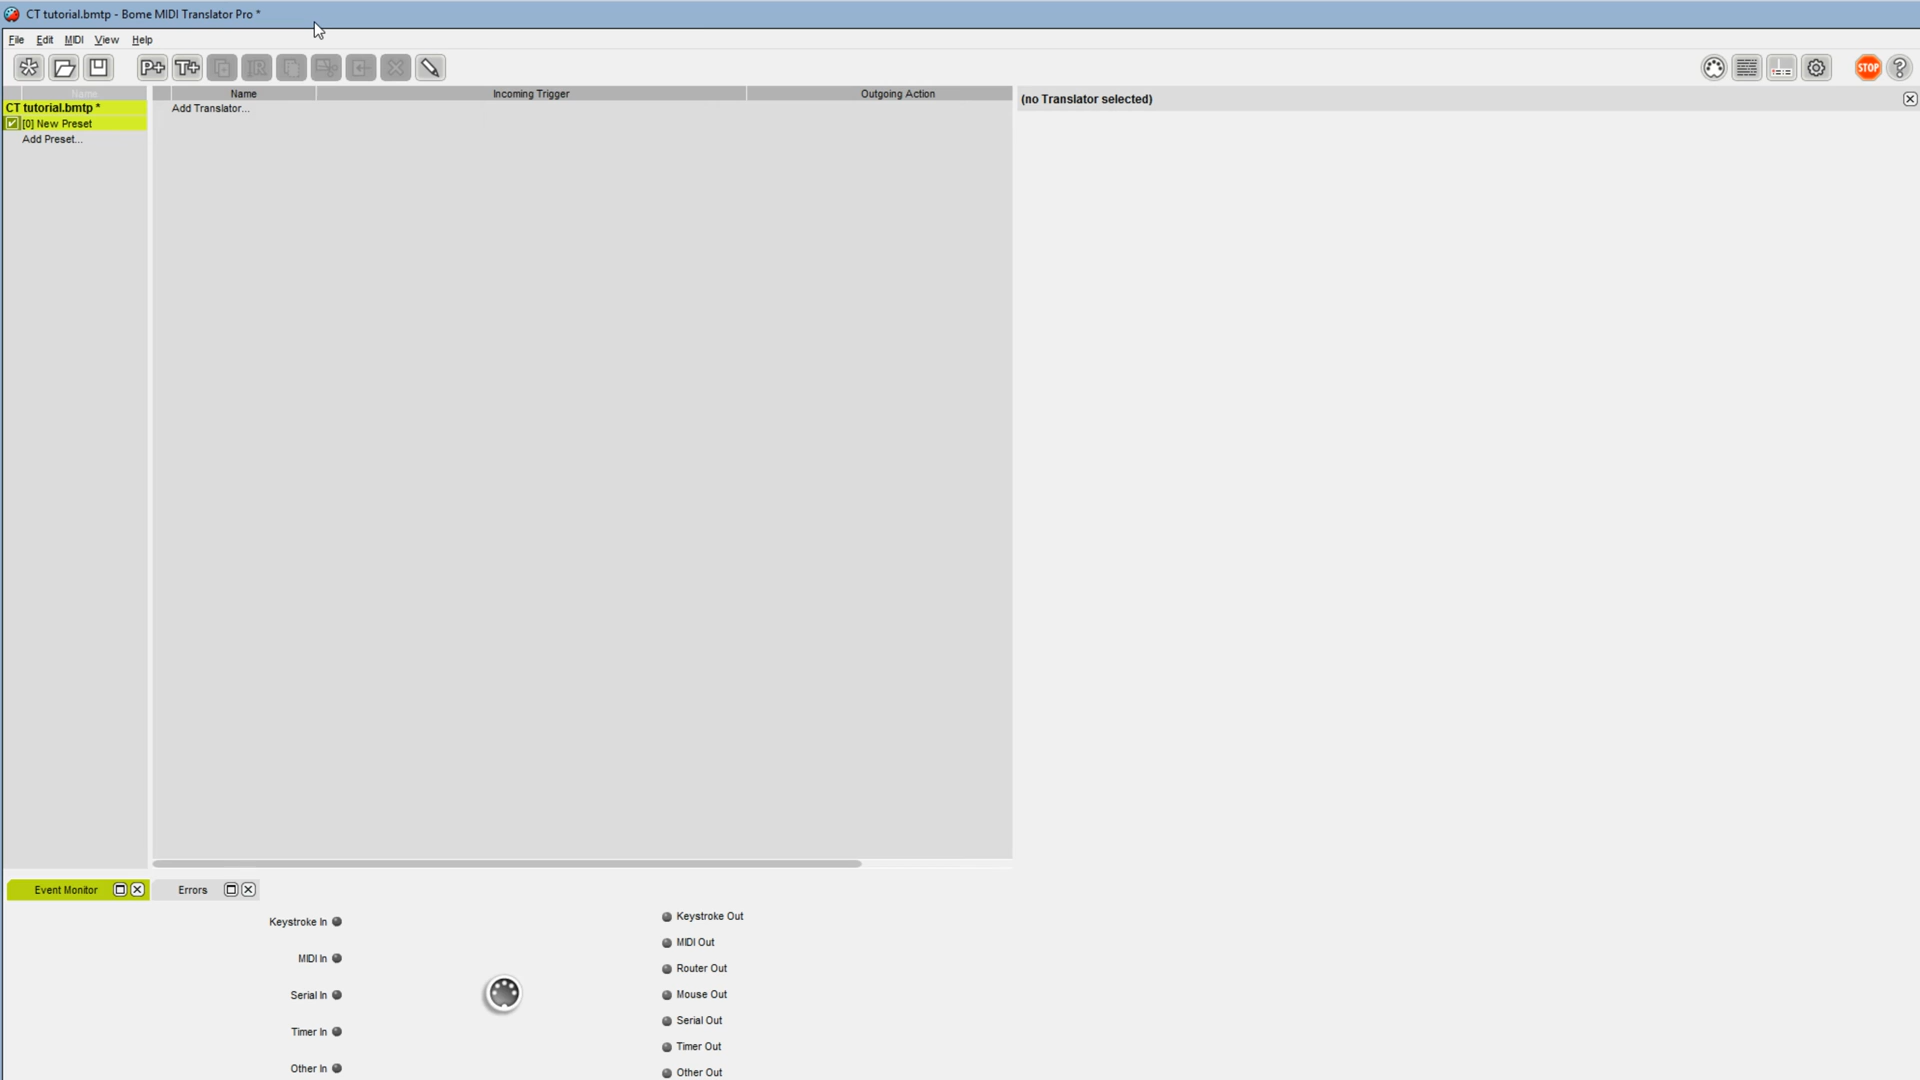 CT tutorial.bmtp - Bome MIDI Translator Pro *
File Edit MIDI View Help
P+ T+ R STOP ?
Name
CT tutorial.bmtp *
[0] New Preset
Add Preset...
Name Incoming Trigger Outgoing Action
Add Translator...
(no Translator selected)
Event Monitor Errors
Keystroke In
MIDI In
Serial In
Timer In
Other In
Keystroke Out
MIDI Out
Router Out
Mouse Out
Serial Out
Timer Out
Other Out